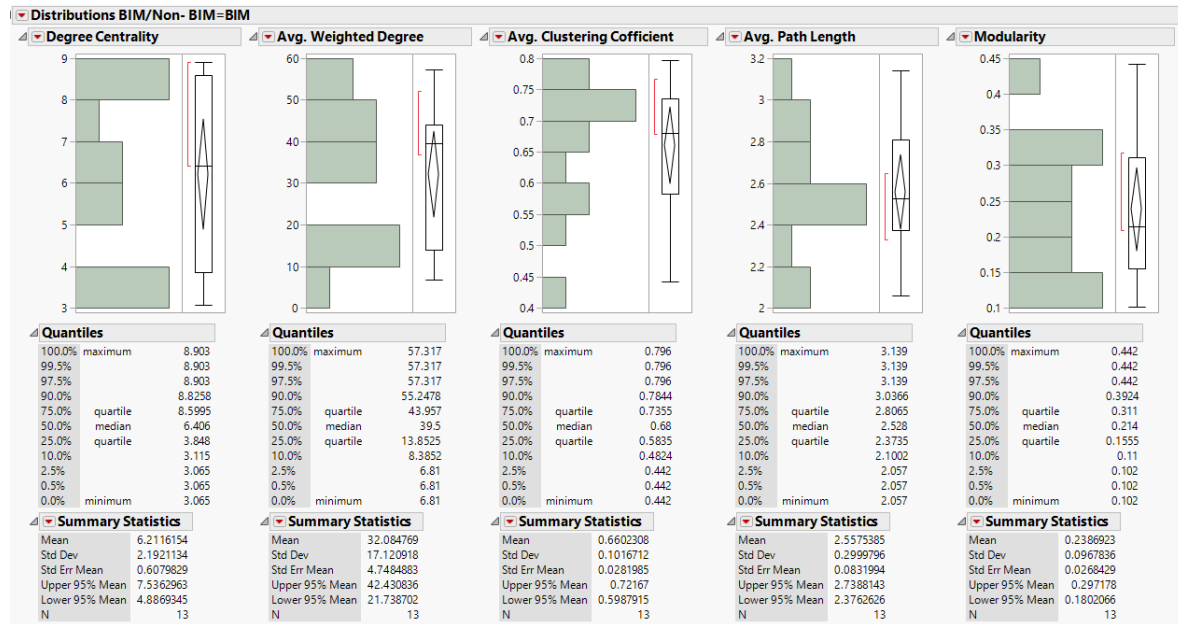 Distributions BIM/Non- BIM=BIM
Degree Centrality
9
8
7
6
5
4
3
Quantiles
100.0% maximum 8.903
99.5% 8.903
97.5% 8.903
90.0% 8.8258
75.0% quartile 8.5995
50.0% median 6.406
25.0% quartile 3.848
10.0% 3.115
2.5% 3.065
0.5% 3.065
0.0% minimum 3.065
Summary Statistics
Mean 6.2116154
Std Dev 2.1921134
Std Err Mean 0.6079829
Upper 95% Mean 7.5362963
Lower 95% Mean 4.8869345
N 13
Avg. Weighted Degree
60
50
40
30
20
10
0
Quantiles
100.0% maximum 57.317
99.5% 57.317
97.5% 57.317
90.0% 55.2478
75.0% quartile 43.957
50.0% median 39.5
25.0% quartile 13.8525
10.0% 8.3852
2.5% 6.81
0.5% 6.81
0.0% minimum 6.81
Summary Statistics
Mean 32.084769
Std Dev 17.120918
Std Err Mean 4.7484883
Upper 95% Mean 42.430836
Lower 95% Mean 21.738702
N 13
Avg. Clustering Cofficient
0.8
0.75
0.7
0.65
0.6
0.55
0.5
0.45
0.4
Quantiles
100.0% maximum 0.796
99.5% 0.796
97.5% 0.796
90.0% 0.7844
75.0% quartile 0.7355
50.0% median 0.68
25.0% quartile 0.5835
10.0% 0.4824
2.5% 0.442
0.5% 0.442
0.0% minimum 0.442
Summary Statistics
Mean 0.6602308
Std Dev 0.1016712
Std Err Mean 0.0281985
Upper 95% Mean 0.72167
Lower 95% Mean 0.5987915
N 13
Avg. Path Length
3.2
3
2.8
2.6
2.4
2.2
2
Quantiles
100.0% maximum 3.139
99.5% 3.139
97.5% 3.139
90.0% 3.0366
75.0% quartile 2.8065
50.0% median 2.528
25.0% quartile 2.3735
10.0% 2.1002
2.5% 2.057
0.5% 2.057
0.0% minimum 2.057
Summary Statistics
Mean 2.5575385
Std Dev 0.2999796
Std Err Mean 0.0831994
Upper 95% Mean 2.7388143
Lower 95% Mean 2.3762626
N 13
Modularity
0.45
0.4
0.35
0.3
0.25
0.2
0.15
0.1
Quantiles
100.0% maximum 0.442
99.5% 0.442
97.5% 0.442
90.0% 0.3924
75.0% quartile 0.311
50.0% median 0.214
25.0% quartile 0.1555
10.0% 0.11
2.5% 0.102
0.5% 0.102
0.0% minimum 0.102
Summary Statistics
Mean 0.2386923
Std Dev 0.0967836
Std Err Mean 0.0268429
Upper 95% Mean 0.297178
Lower 95% Mean 0.1802066
N 13